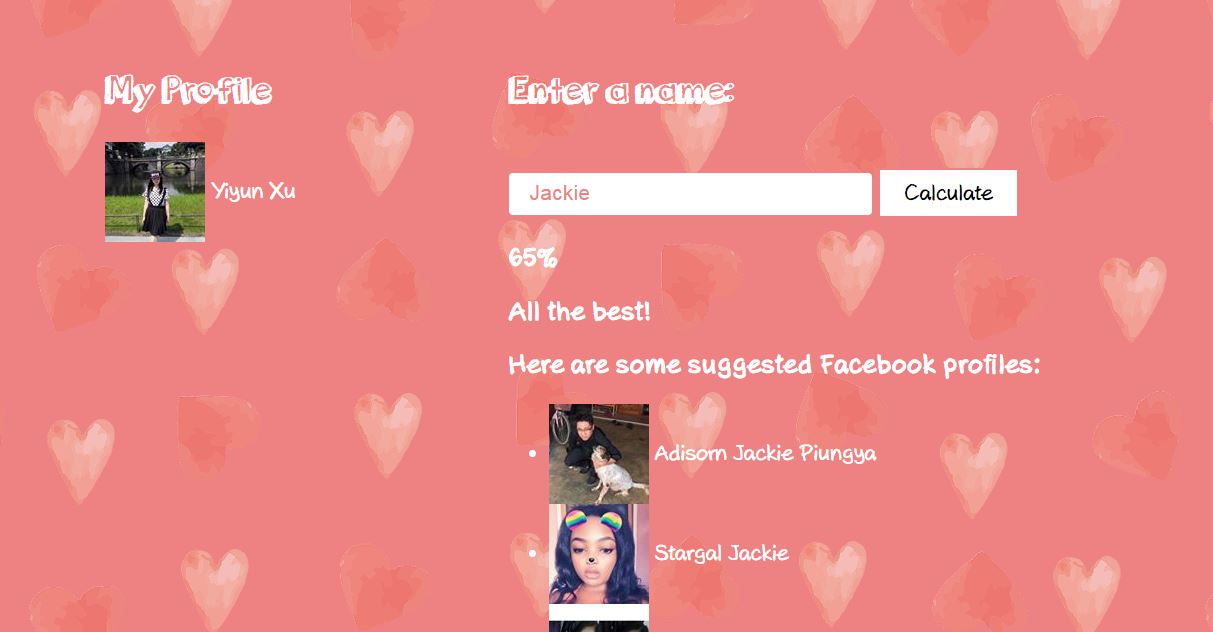 My Profile
Yiyun Xu
Enter a name:
Jackie
Calculate
65%
All the best!
Here are some suggested Facebook profiles:
Adisorn Jackie Piungya
Stargal Jackie